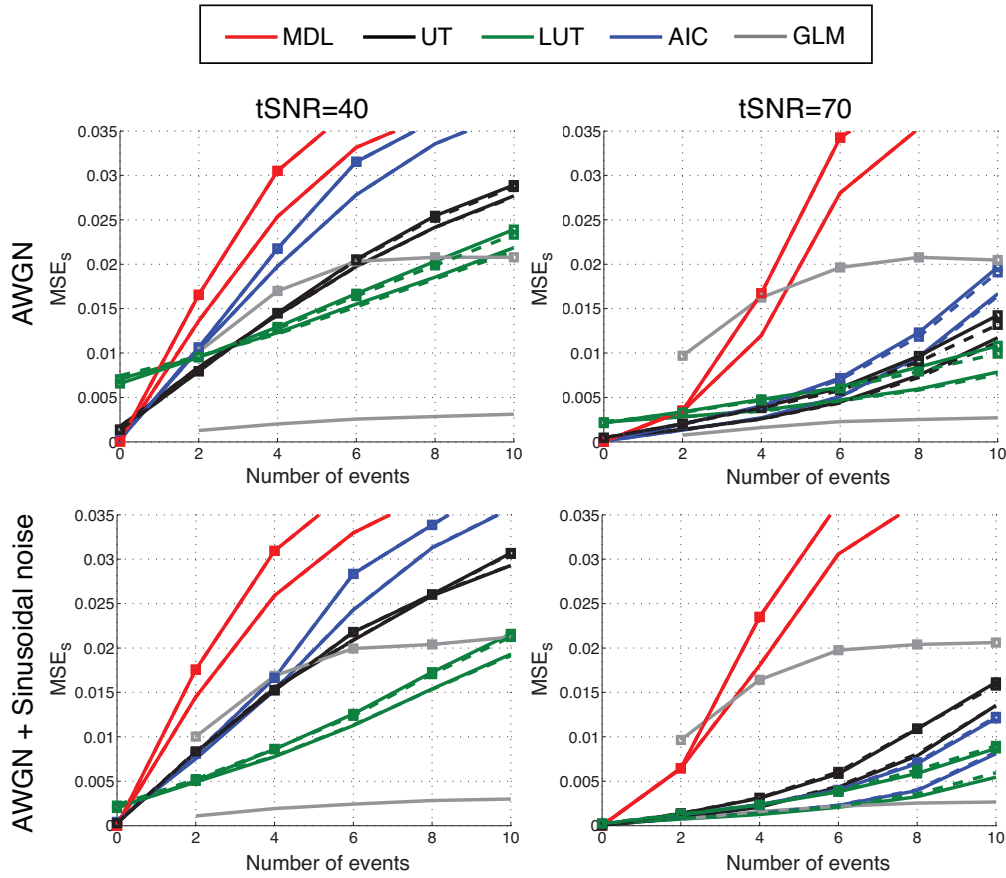 MDL UT LUT AIC GLM
tSNR=40 tSNR=70
AWGN
0.035 0.03 0.025 0.02 0.015 0.01 0.005 0
MSEs
0 2 4 6 8 10
Number of events
0.035 0.03 0.025 0.02 0.015 0.01 0.005 0
MSEs
0 2 4 6 8 10
Number of events
AWGN + Sinusoidal noise
0.035 0.03 0.025 0.02 0.015 0.01 0.005 0
MSEs
0 2 4 6 8 10
Number of events
0.035 0.03 0.025 0.02 0.015 0.01 0.005 0
MSEs
0 2 4 6 8 10
Number of events